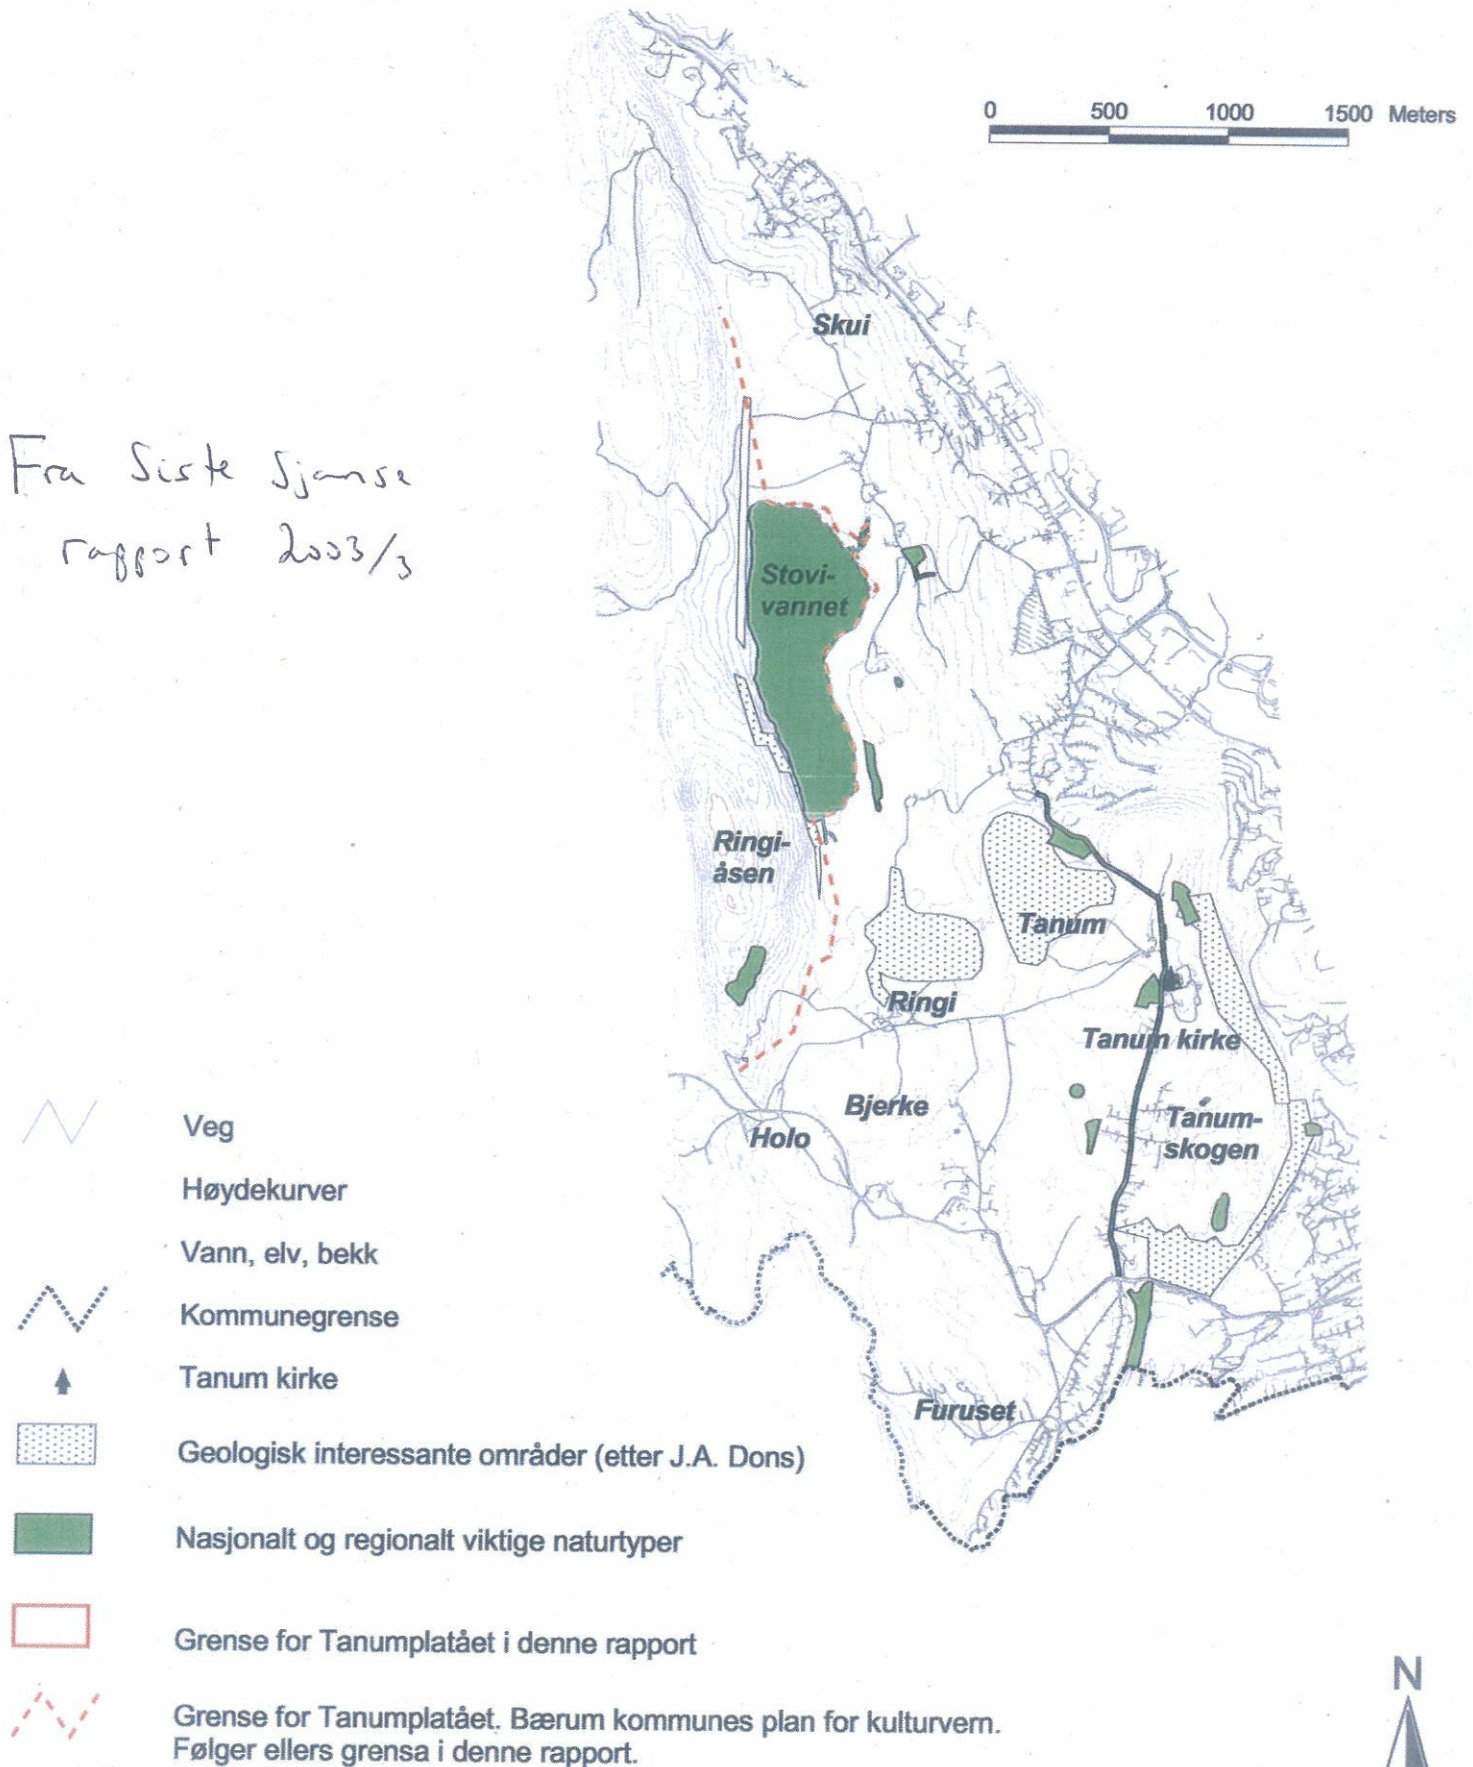 0 500 1000 1500 Meters
Skui
Fra Siste Sjanse
rapport 2003/3
Stovi-
vannet
Ringi-
åsen
Tanum
Ringi
Tanum kirke
Bjerke
Holo
Tanum-
skogen
Furuset
Veg
Høydekurver
Vann, elv, bekk
Kommunegrense
Tanum kirke
Geologisk interessante områder (etter J.A. Dons)
Nasjonalt og regionalt viktige naturtyper
Grense for Tanumplatået i denne rapport
Grense for Tanumplatået. Bærum kommunes plan for kulturvern.
Følger ellers grensa i denne rapport.
N